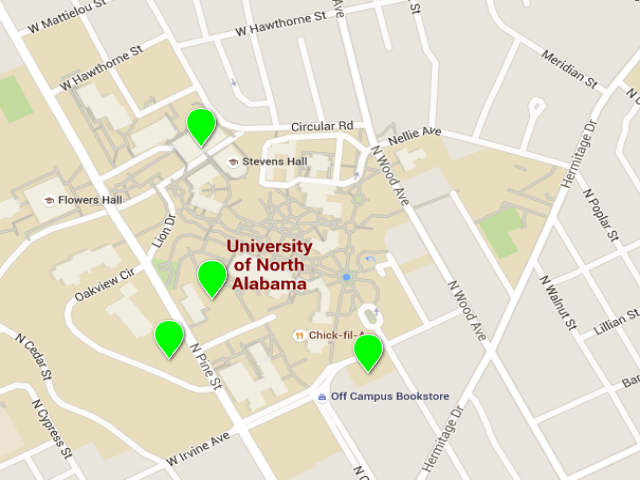 W Mattielou St
W Hawthorne St
Ave
W Hawthorne St
Meridian St
Circular Rd
Nellie Ave
Hermitage Dr
Stevens Hall
N Wood Ave
Flowers Hall
N Poplar St
Lion Dr
University
of North
Alabama
Oakview Cir
N Wood Ave
N Walnut St
Lillian St
Chick-fil-A
N Cedar St
N Pine St
Off Campus Bookstore
N Cypress St
W Irvine Ave
Hermitage Dr